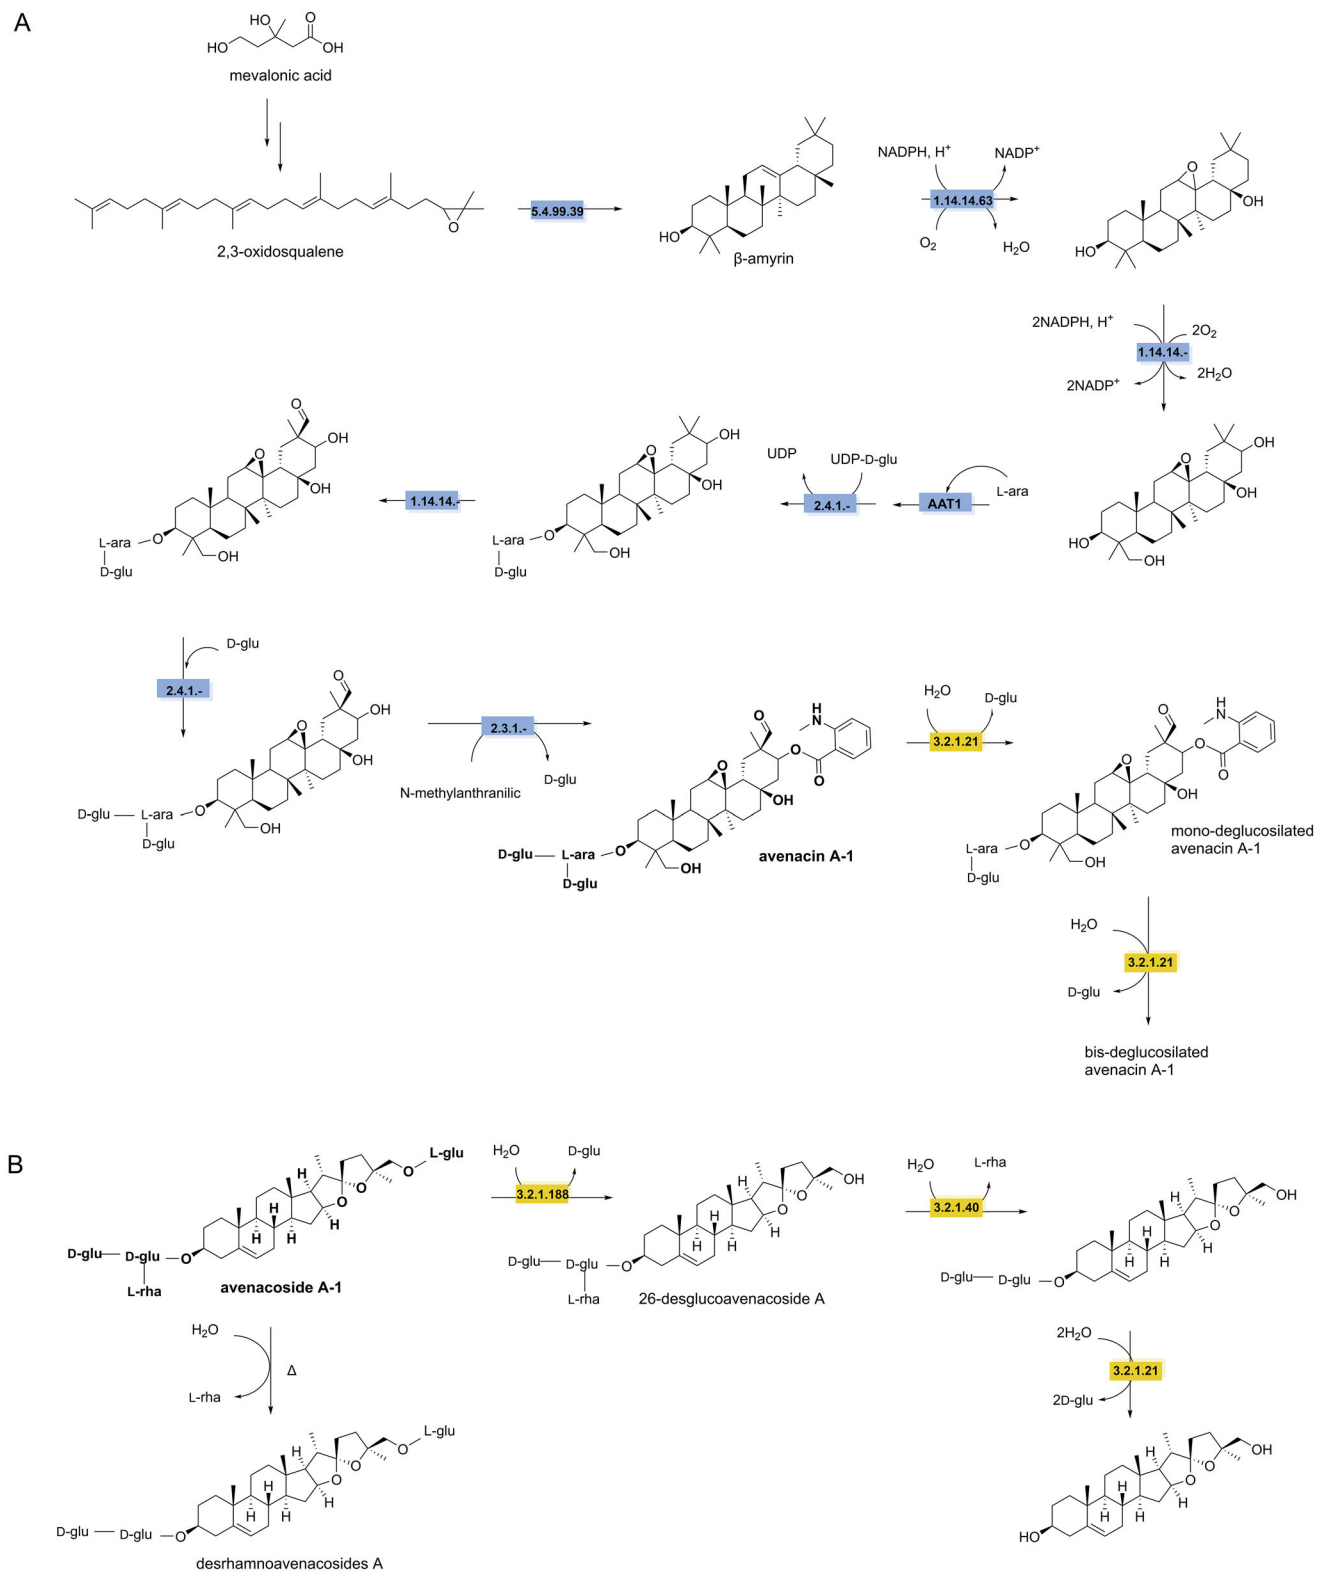 A
HO
O
HO
OH
mevalonic acid
O
2,3-oxidosqualene
5.4.99.39
HO
β-amyrin
NADPH, H⁺
NADP⁺
1.14.14.63
O₂
H₂O
O
OH
HO
2NADPH, H⁺
2O₂
1.14.14.-
2NADP⁺
2H₂O
OH
O
OH
HO
OH
L-ara
AAT1
UDP
UDP-D-glu
2.4.1.-
OH
O
OH
L-ara
O
OH
D-glu
1.14.14.-
O
OH
O
OH
L-ara
O
OH
D-glu
D-glu
2.4.1.-
O
OH
O
OH
D-glu
L-ara
O
OH
D-glu
2.3.1.-
N-methylanthranilic
D-glu
H
N
O
O
O
O
OH
D-glu
L-ara
O
OH
D-glu
avenacin A-1
H₂O
D-glu
3.2.1.21
H
N
O
O
O
O
OH
L-ara
O
OH
D-glu
mono-deglucosilated
avenacin A-1
H₂O
3.2.1.21
D-glu
bis-deglucosilated
avenacin A-1
B
L-glu
O
H
O
O
H
H
H
H
D-glu
D-glu
O
L-rha
avenacoside A-1
H₂O
D-glu
3.2.1.188
OH
H
O
O
H
H
H
H
D-glu
D-glu
O
L-rha
26-desglucoavenacoside A
H₂O
L-rha
3.2.1.40
OH
H
O
O
H
H
H
H
D-glu
D-glu
O
H₂O
Δ
L-rha
2H₂O
3.2.1.21
2D-glu
L-glu
O
H
O
O
H
H
H
H
D-glu
D-glu
O
desrhamnoavenacosides A
OH
H
O
O
H
H
H
H
HO